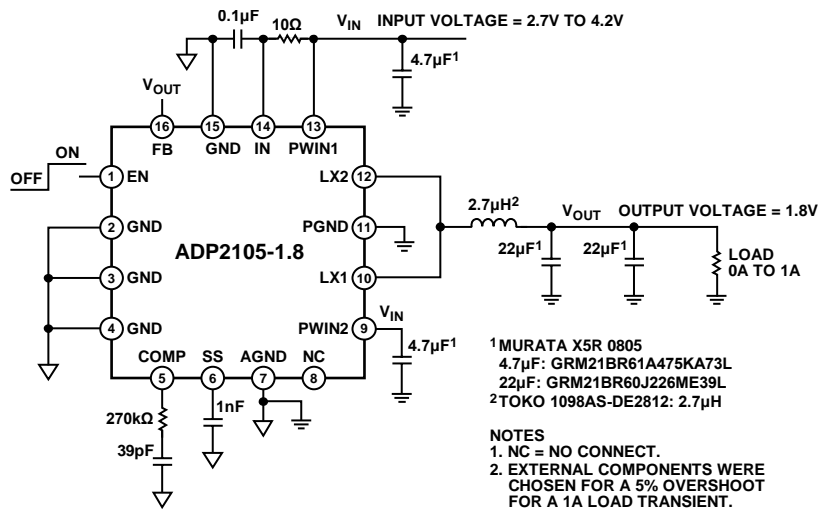 0.1µF
10Ω
VIN
INPUT VOLTAGE = 2.7V TO 4.2V
4.7µF1
VOUT
16
15
14
13
FB
GND
IN
PWIN1
ON
OFF
1
EN
LX2
12
2.7µH2
VOUT
OUTPUT VOLTAGE = 1.8V
2
GND
PGND
11
ADP2105-1.8
22µF1
22µF1
LOAD
0A TO 1A
3
GND
LX1
10
4
GND
PWIN2
9
VIN
4.7µF1
COMP
SS
AGND
NC
5
6
7
8
270kΩ
1nF
39pF
1MURATA X5R 0805
4.7µF: GRM21BR61A475KA73L
22µF: GRM21BR60J226ME39L
2TOKO 1098AS-DE2812: 2.7µH
NOTES
1. NC = NO CONNECT.
2. EXTERNAL COMPONENTS WERE
CHOSEN FOR A 5% OVERSHOOT
FOR A 1A LOAD TRANSIENT.